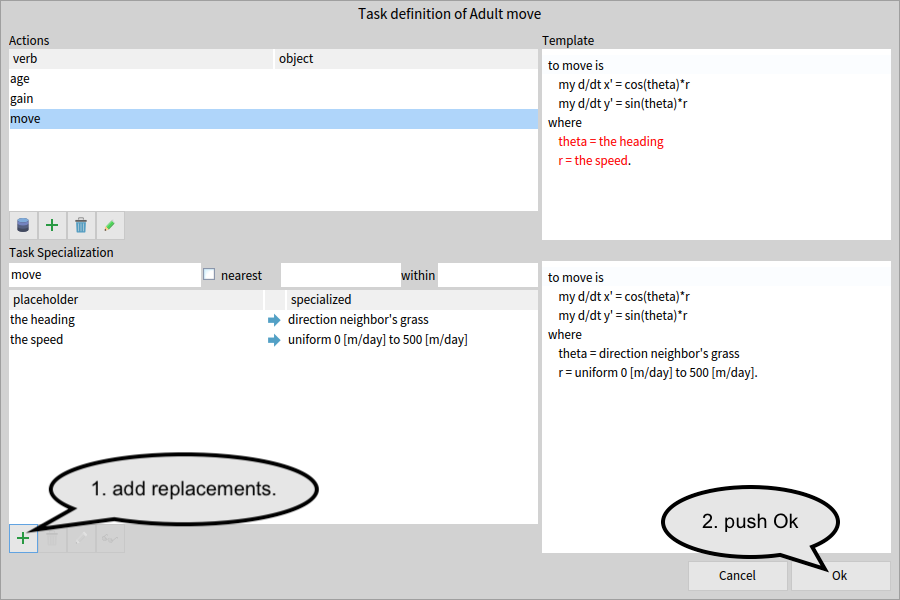 Task definition of Adult move
Actions
verb object
age
gain
move
Template
to move is
my d/dt x' = cos(theta)*r
my d/dt y' = sin(theta)*r
where
theta = the heading
r = the speed.
Task Specialization
move nearest within
placeholder specialized
the heading direction neighbor's grass
the speed uniform 0 [m/day] to 500 [m/day]
to move is
my d/dt x' = cos(theta)*r
my d/dt y' = sin(theta)*r
where
theta = direction neighbor's grass
r = uniform 0 [m/day] to 500 [m/day].
1. add replacements.
2. push Ok
Cancel Ok